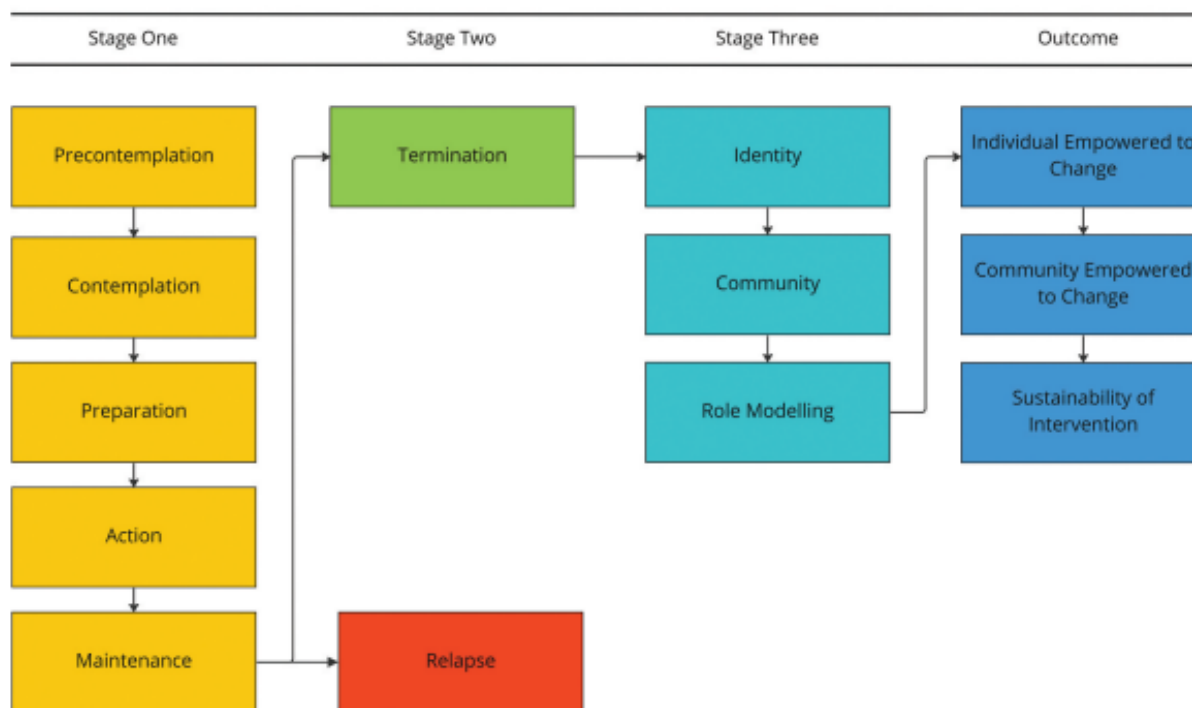 Stage One
Stage Two
Stage Three
Outcome
Precontemplation
Contemplation
Preparation
Action
Maintenance
Termination
Relapse
Identity
Community
Role Modelling
Individual Empowered to
Change
Community Empowered
to Change
Sustainability of
Intervention